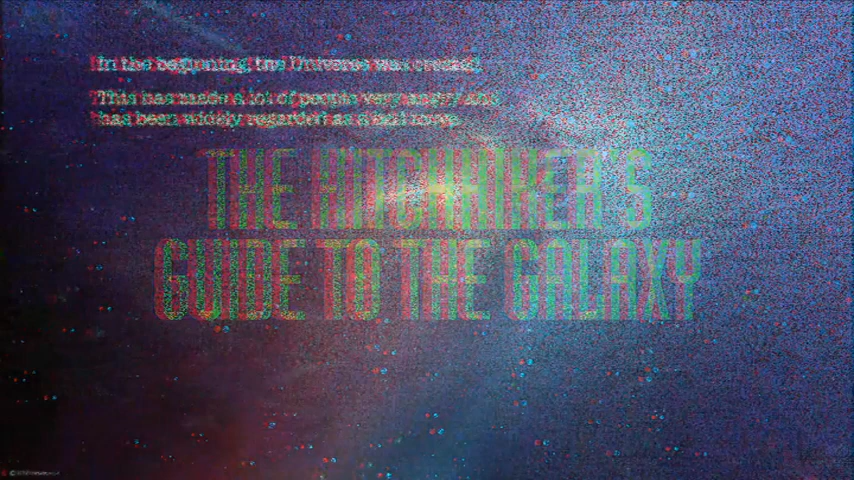 In the beginning the Universe was created.
This has made a lot of people very angry and
has been widely regarded as a bad move.
THE HITCHHIKER'S
GUIDE TO THE GALAXY